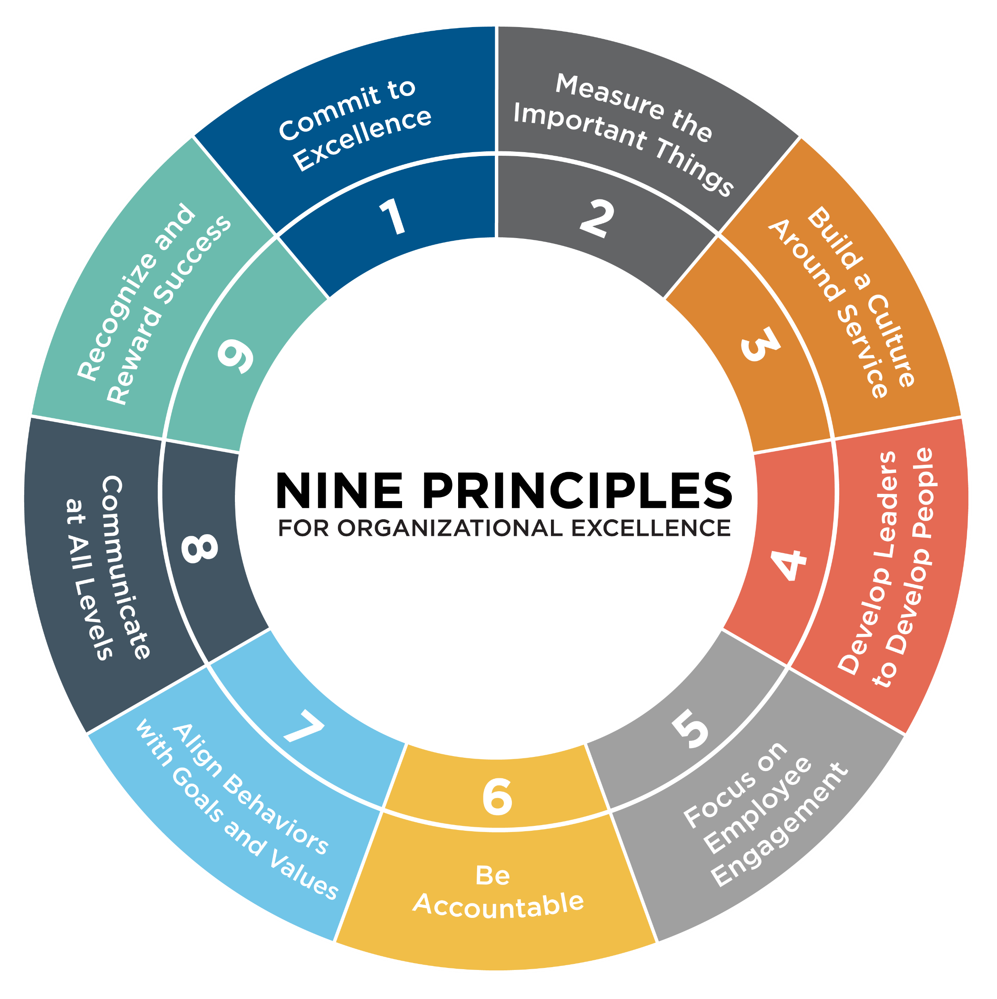 NINE PRINCIPLES
FOR ORGANIZATIONAL EXCELLENCE
Commit to
Excellence
1
Measure the
Important Things
2
Build a Culture
Around Service
3
Develop Leaders
to Develop People
4
Focus on
Employee
Engagement
5
6
Be
Accountable
7
Align Behaviors
with Goals and Values
8
Communicate
at All Levels
Recognize and
Reward Success
9